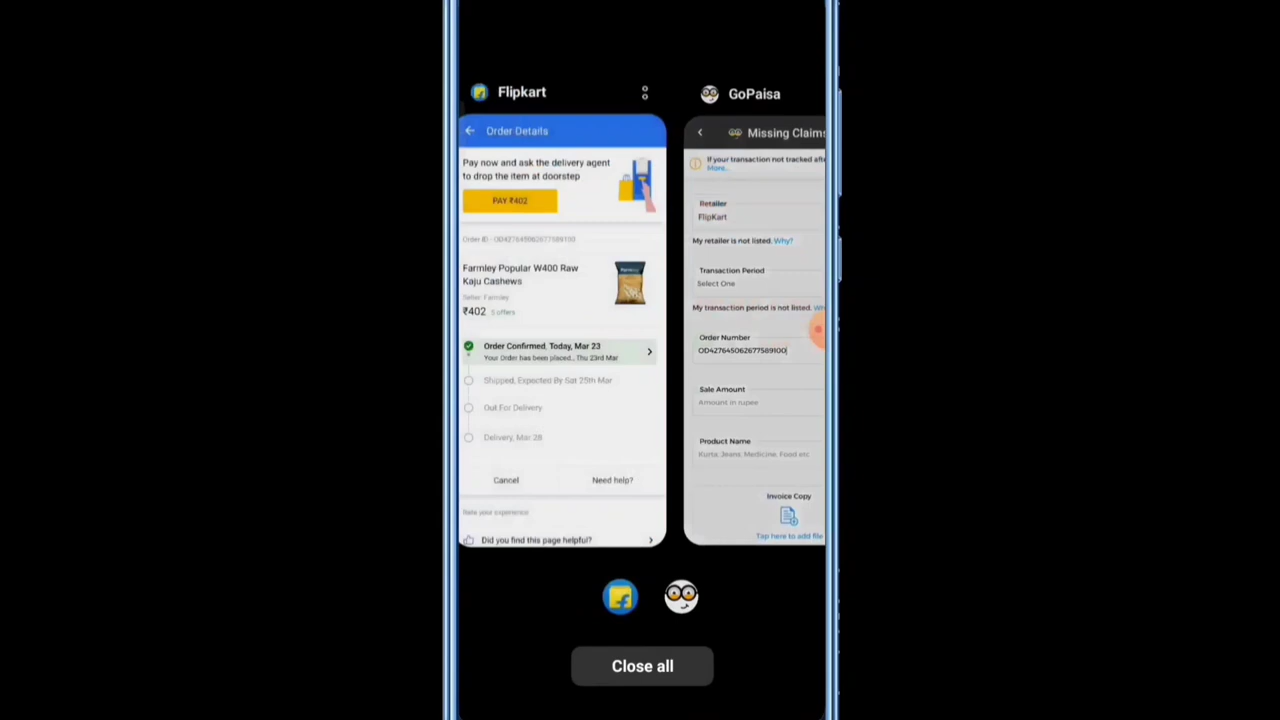 Flipkart
Order Details
Pay now and ask the delivery agent
to drop the item at doorstep
PAY ₹402
Order ID - OD427645062677589100
Farmley Popular W400 Raw
Kaju Cashews
Seller: Farmley
₹402 5 offers
Order Confirmed, Today, Mar 23
Your Order has been placed., Thu 23rd Mar
Shipped, Expected By Sat 25th Mar
Out For Delivery
Delivery, Mar 28
Cancel Need help?
Rate your experience
Did you find this page helpful?
GoPaisa
Missing Claims
If your transaction not tracked afte
More...
Retailer
FlipKart
My retailer is not listed. Why?
Transaction Period
Select One
My transaction period is not listed. Wh
Order Number
OD427645062677589100
Sale Amount
Amount in rupee
Product Name
Kurta, Jeans, Medicine, Food etc
Invoice Copy
Tap here to add file
Close all